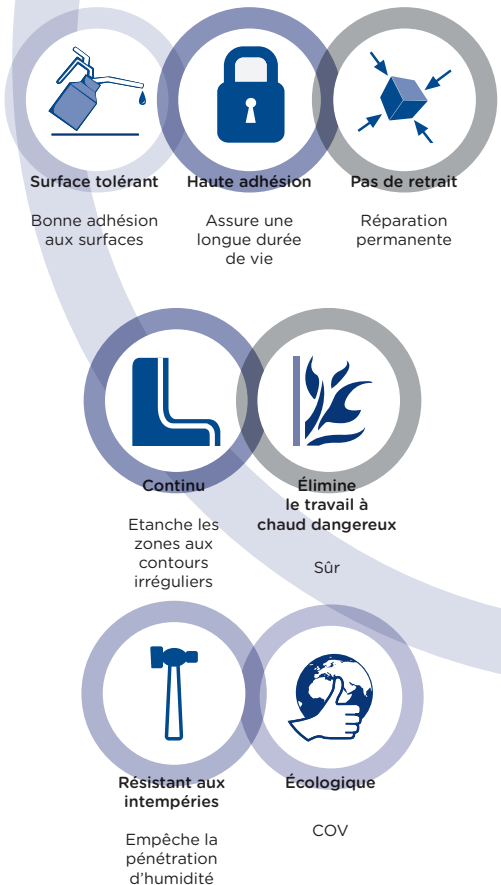 Surface tolérant
Bonne adhésion
aux surfaces
Haute adhésion
Assure une
longue durée
de vie
Pas de retrait
Réparation
permanente
Continu
Etanche les
zones aux
contours
irréguliers
Élimine
le travail à
chaud dangereux
Sûr
Résistant aux
intempéries
Empêche la
pénétration
d'humidité
Écologique
COV